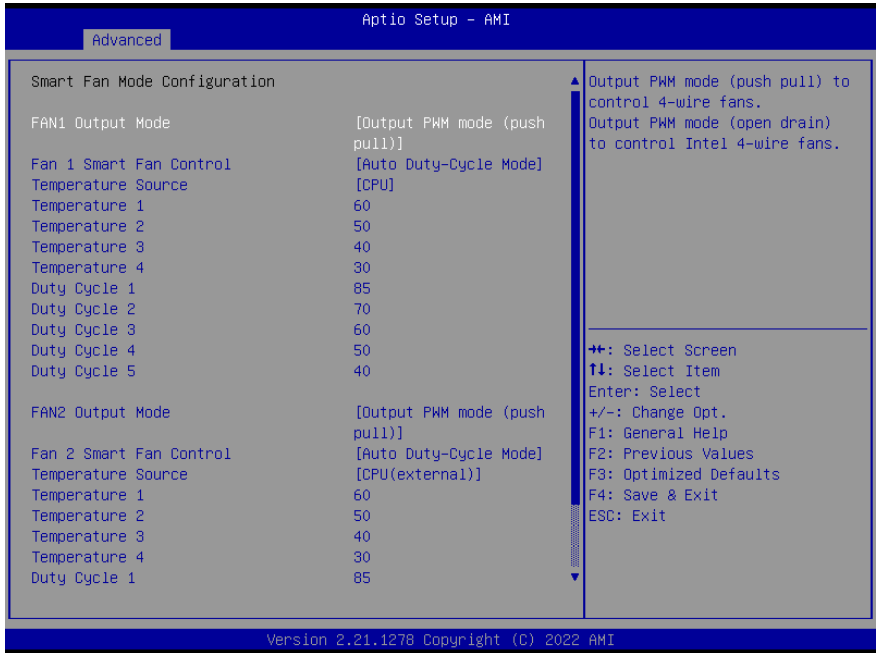 Aptio Setup – AMI
Advanced
Smart Fan Mode Configuration
FAN1 Output Mode [Output PWM mode (push
pull)]
Fan 1 Smart Fan Control [Auto Duty-Cycle Mode]
Temperature Source [CPU]
Temperature 1 60
Temperature 2 50
Temperature 3 40
Temperature 4 30
Duty Cycle 1 85
Duty Cycle 2 70
Duty Cycle 3 60
Duty Cycle 4 50
Duty Cycle 5 40
FAN2 Output Mode [Output PWM mode (push
pull)]
Fan 2 Smart Fan Control [Auto Duty-Cycle Mode]
Temperature Source [CPU(external)]
Temperature 1 60
Temperature 2 50
Temperature 3 40
Temperature 4 30
Duty Cycle 1 85
Output PWM mode (push pull) to
control 4-wire fans.
Output PWM mode (open drain)
to control Intel 4-wire fans.
→←: Select Screen
↑↓: Select Item
Enter: Select
+/-: Change Opt.
F1: General Help
F2: Previous Values
F3: Optimized Defaults
F4: Save & Exit
ESC: Exit
Version 2.21.1278 Copyright (C) 2022 AMI